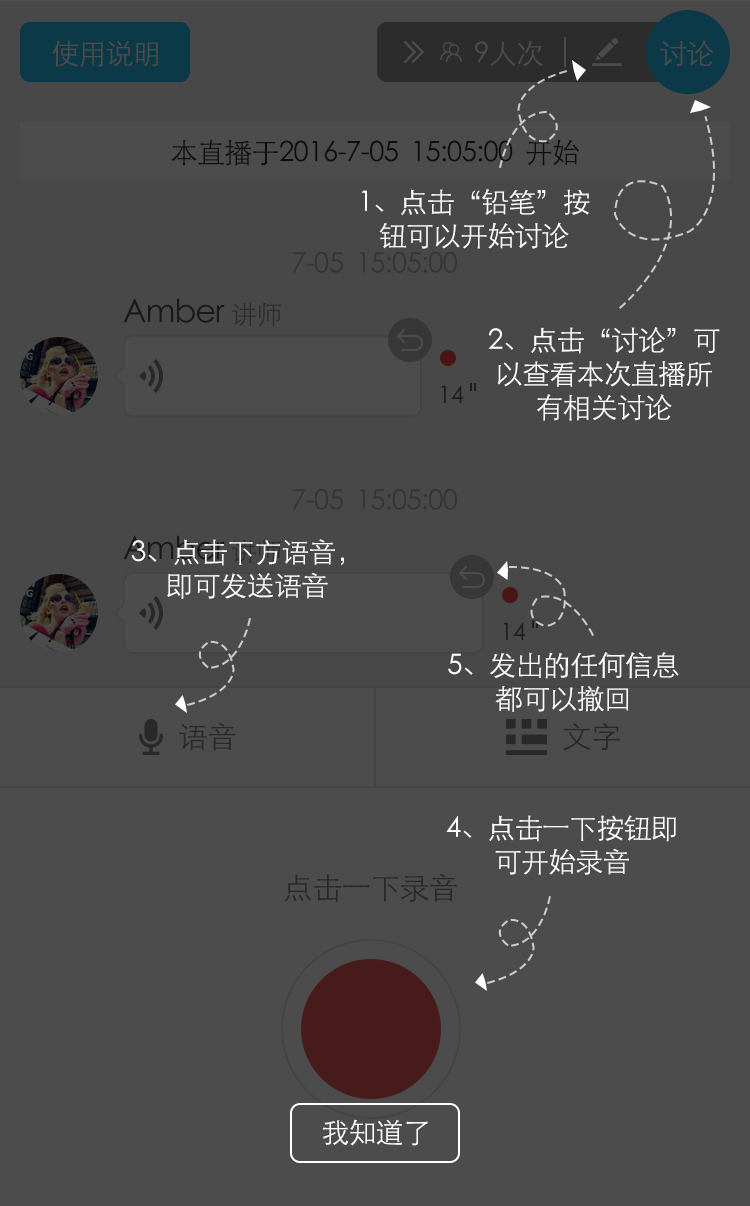 使用说明
9人次
讨论
本直播于2016-7-05 15:05:00 开始
1、点击“铅笔”按
钮可以开始讨论
7-05 15:05:00
Amber 讲师
2、点击“讨论”可
以查看本次直播所
有相关讨论
14"
7-05 15:05:00
Amber 讲师
3、点击下方语音，
即可发送语音
14"
5、发出的任何信息
都可以撤回
语音
文字
4、点击一下按钮即
可开始录音
点击一下录音
我知道了